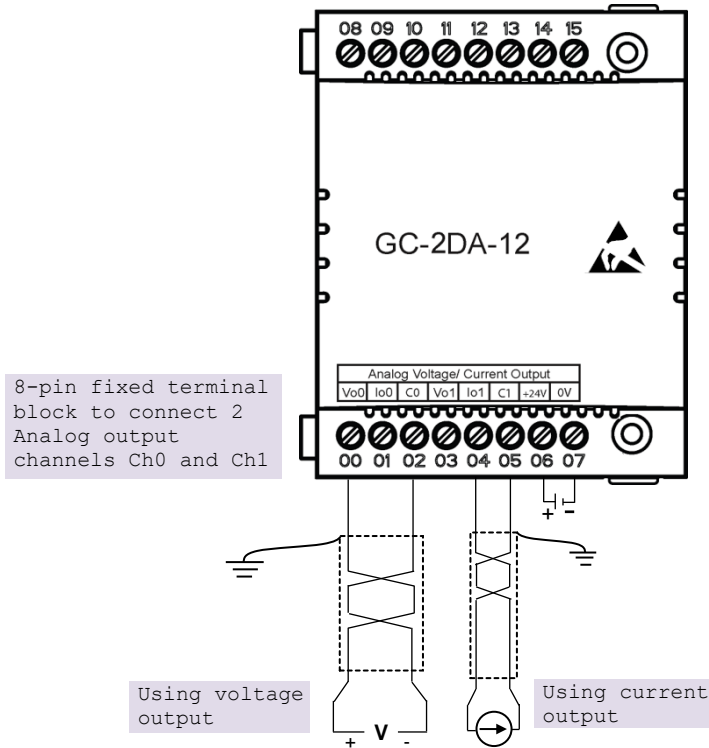 08 09 10 11 12 13 14 15
GC-2DA-12
Analog Voltage/ Current Output
Vo0 Io0 C0 Vo1 Io1 C1 +24V 0V
00 01 02 03 04 05 06 07
8-pin fixed terminal
block to connect 2
Analog output
channels Ch0 and Ch1
+ -
Using voltage
output
+ V -
Using current
output